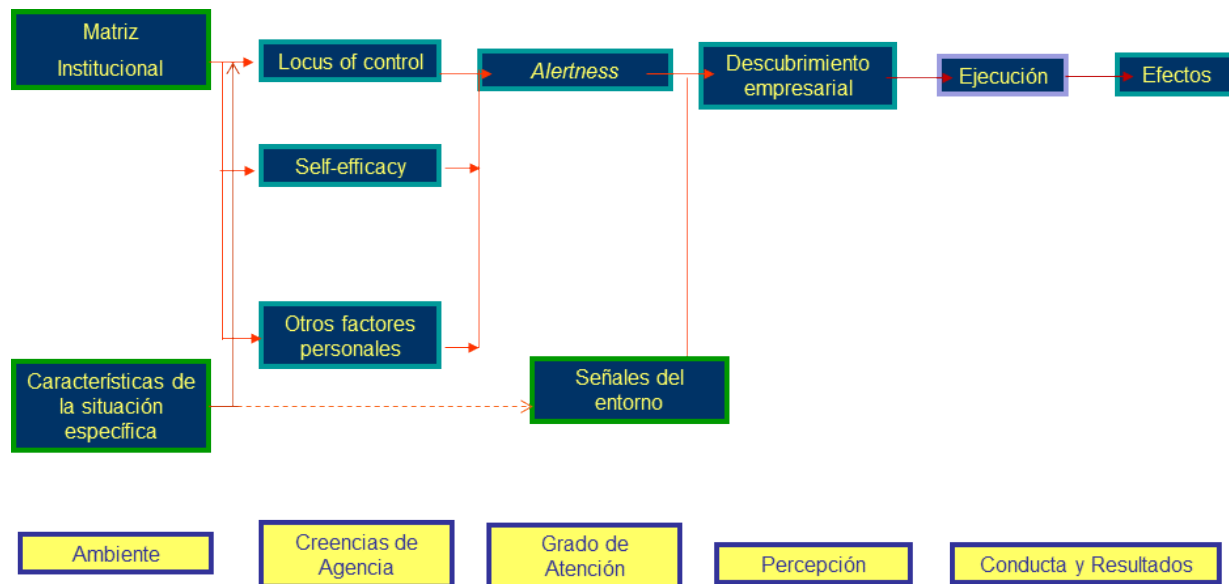 Matriz
Institucional
Locus of control
Alertness
Descubrimiento
empresarial
Ejecución
Efectos
Self-efficacy
Otros factores
personales
Características de
la situación
específica
Señales del
entorno
Ambiente
Creencias de
Agencia
Grado de
Atención
Percepción
Conducta y Resultados